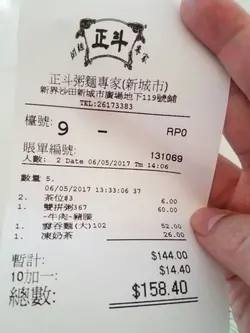 正斗
正斗粥麵專家(新城市)
新界沙田新城市廣場地下119號鋪
TEL:26173383
檯號: 9 - RP0
賬單編號: 131069
人數: 2 Date 06/05/2017 Tm 14:06
數量 5.
06/05/2017 13:33:06 37
2. 茶位$3 6.00
1. 雙拼粥367 60.00
-牛肉-豬膶
1. 雲吞麵(大)102 52.00
1. 凍奶茶 26.00
暫計: $144.00
10加一: $14.40
總數: $158.40